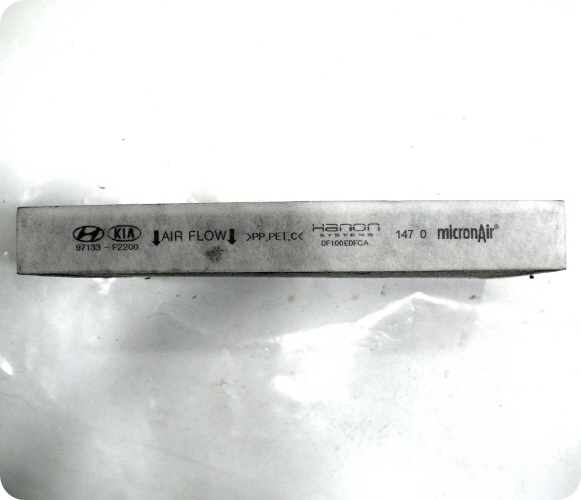 KIA
97133 - F2200
AIR FLOW
>PP,PET,C<
Hanon
SYSTEMS
DF100EDFCA
147 0
micronAir®